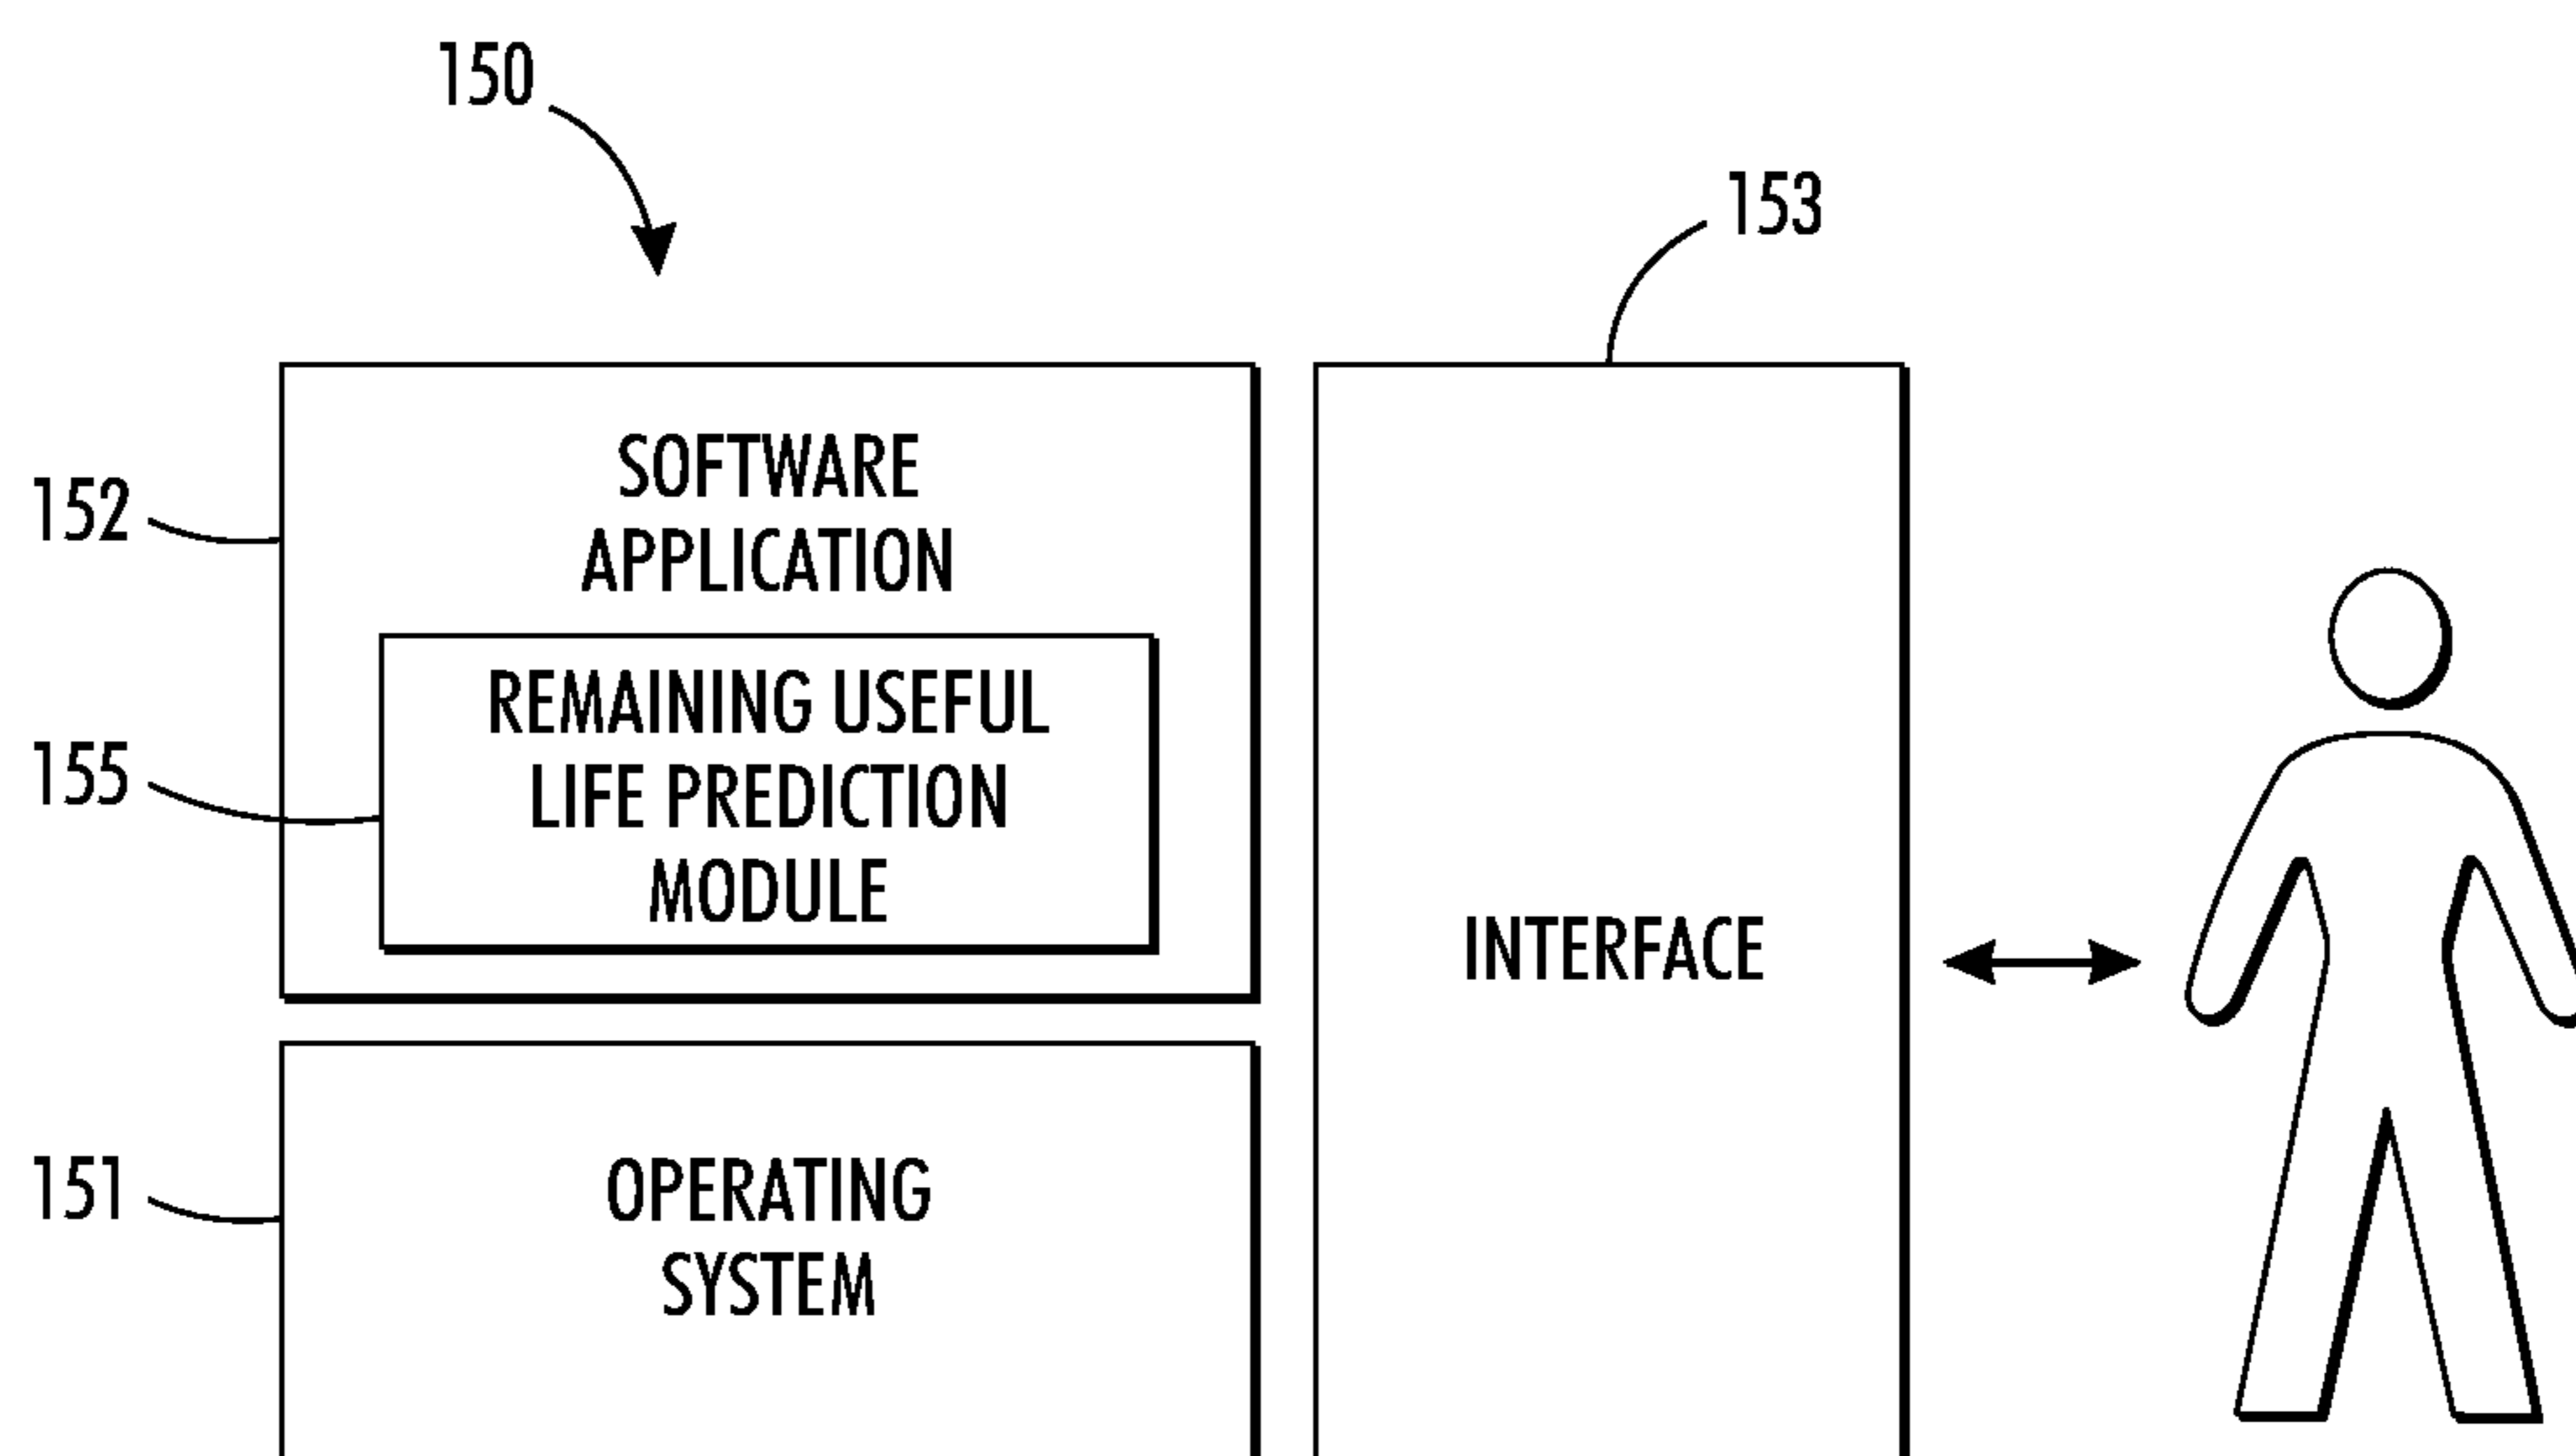 150
153
152
SOFTWARE
APPLICATION
155
REMAINING USEFUL
LIFE PREDICTION
MODULE
INTERFACE
151
OPERATING
SYSTEM